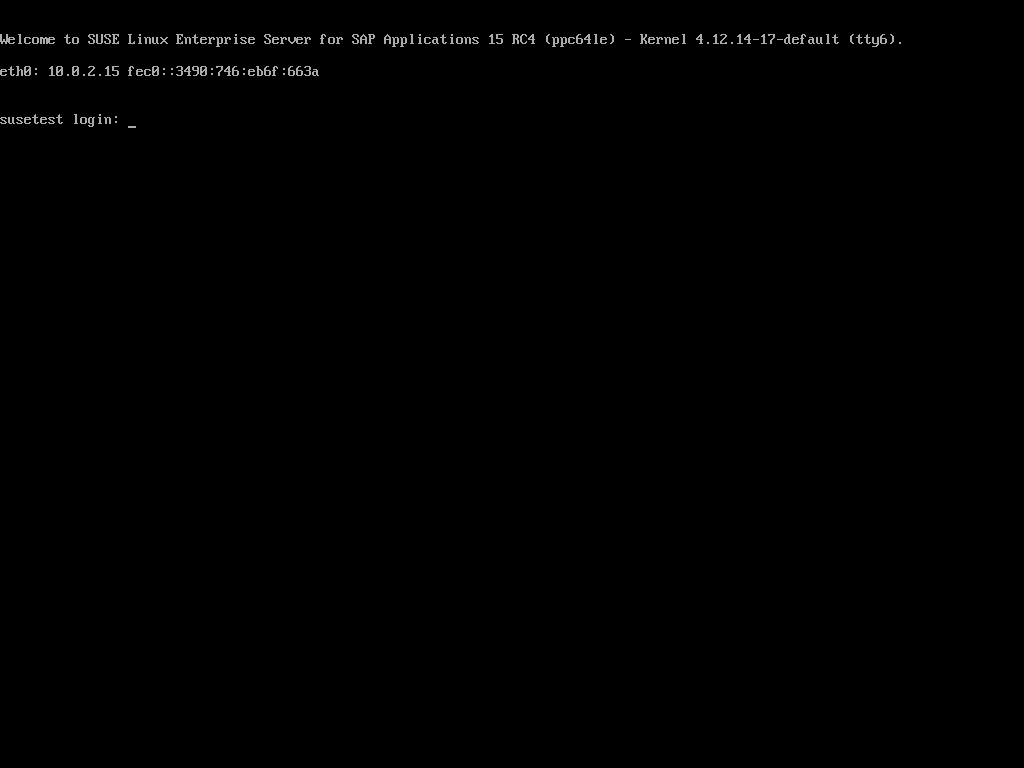 Welcome to SUSE Linux Enterprise Server for SAP Applications 15 RC4 (ppc64le) - Kernel 4.12.14-17-default (tty6).
eth0: 10.0.2.15 fec0::3490:746:eb6f:663a
susetest login: _